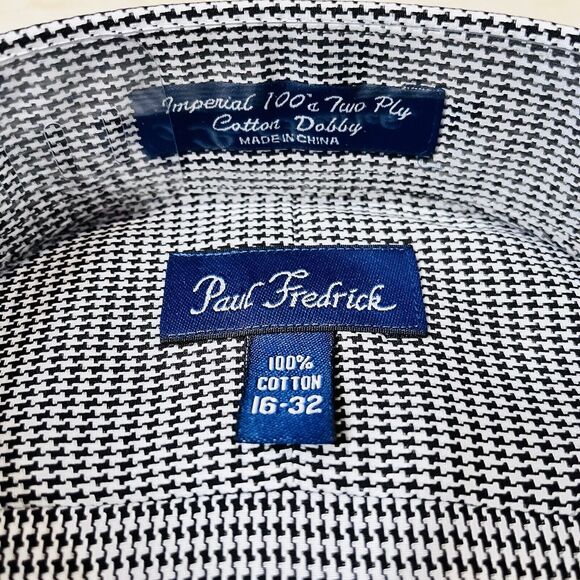 Imperial 100's Two Ply
Cotton Dobby
MADE IN CHINA
Paul Fredrick
100%
COTTON
16-32